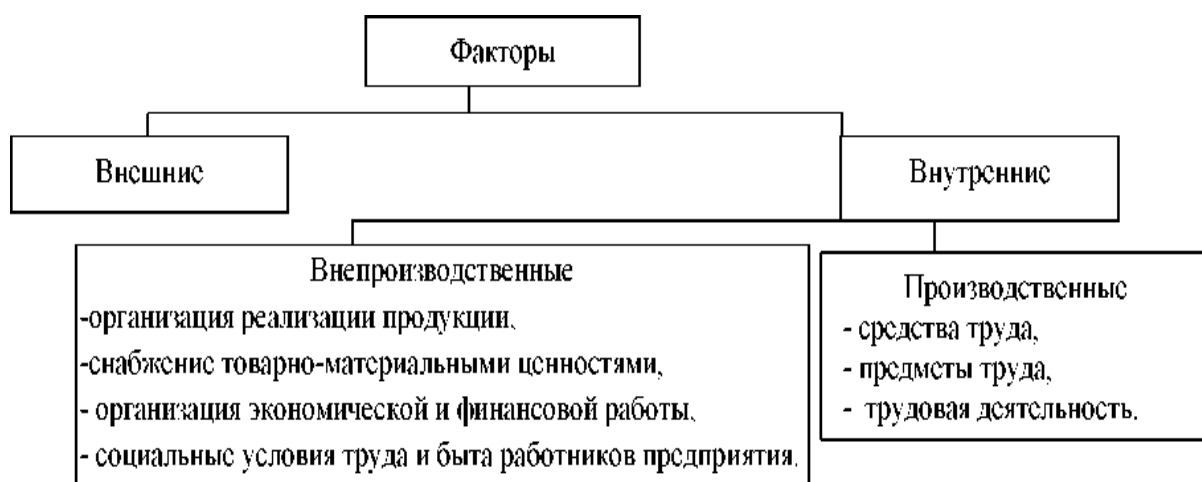 Факторы
Внешние
Внутренние
Внепроизводственные
-организация реализации продукции,
-снабжение товарно-материальными ценностями,
- организация экономической и финансовой работы,
- социальные условия труда и быта работников предприятия.
Производственные
- средства труда,
- предметы труда,
- трудовая деятельность.